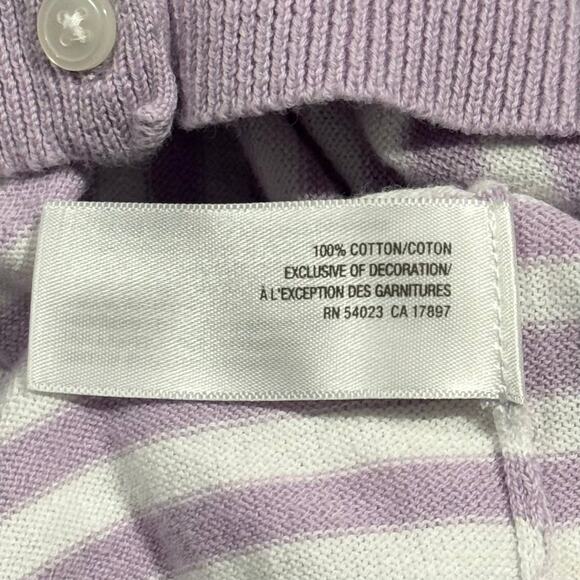 100% COTTON/COTON
EXCLUSIVE OF DECORATION/
À L'EXCEPTION DES GARNITURES
RN 54023 CA 17897